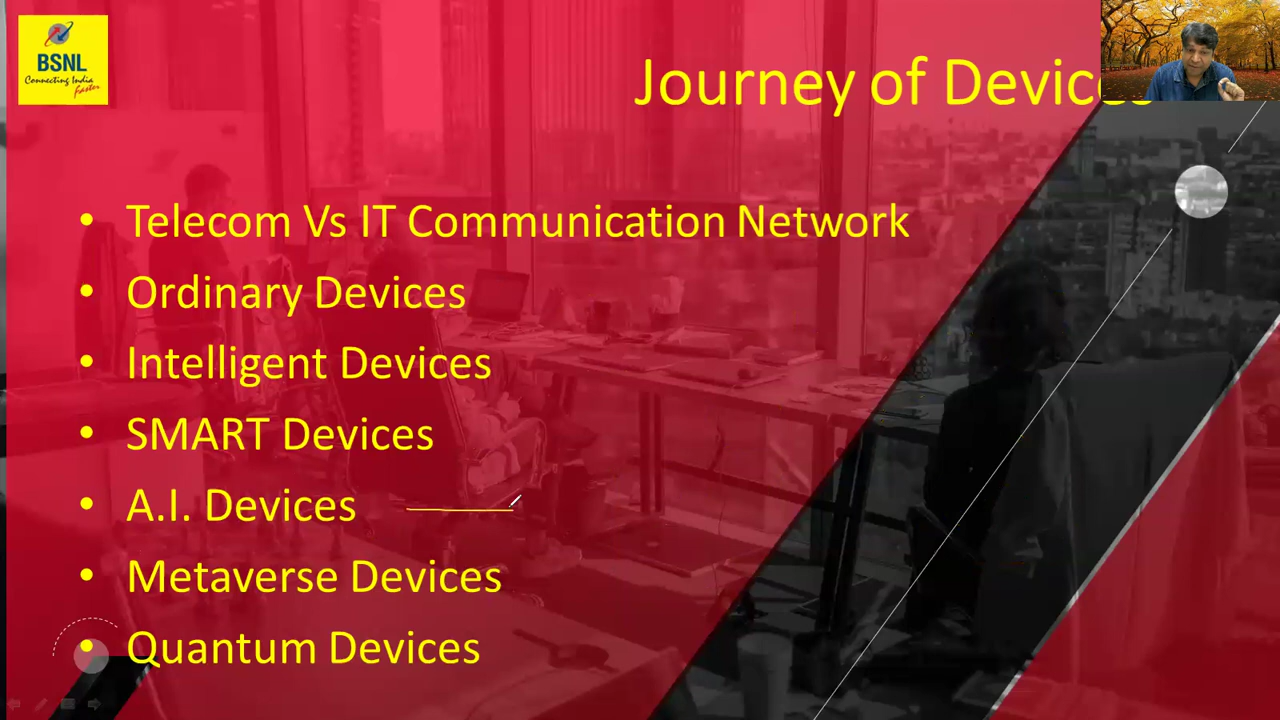 BSNL
Connecting India
faster
Journey of Devices
• Telecom Vs IT Communication Network
• Ordinary Devices
• Intelligent Devices
• SMART Devices
• A.I. Devices
• Metaverse Devices
• Quantum Devices